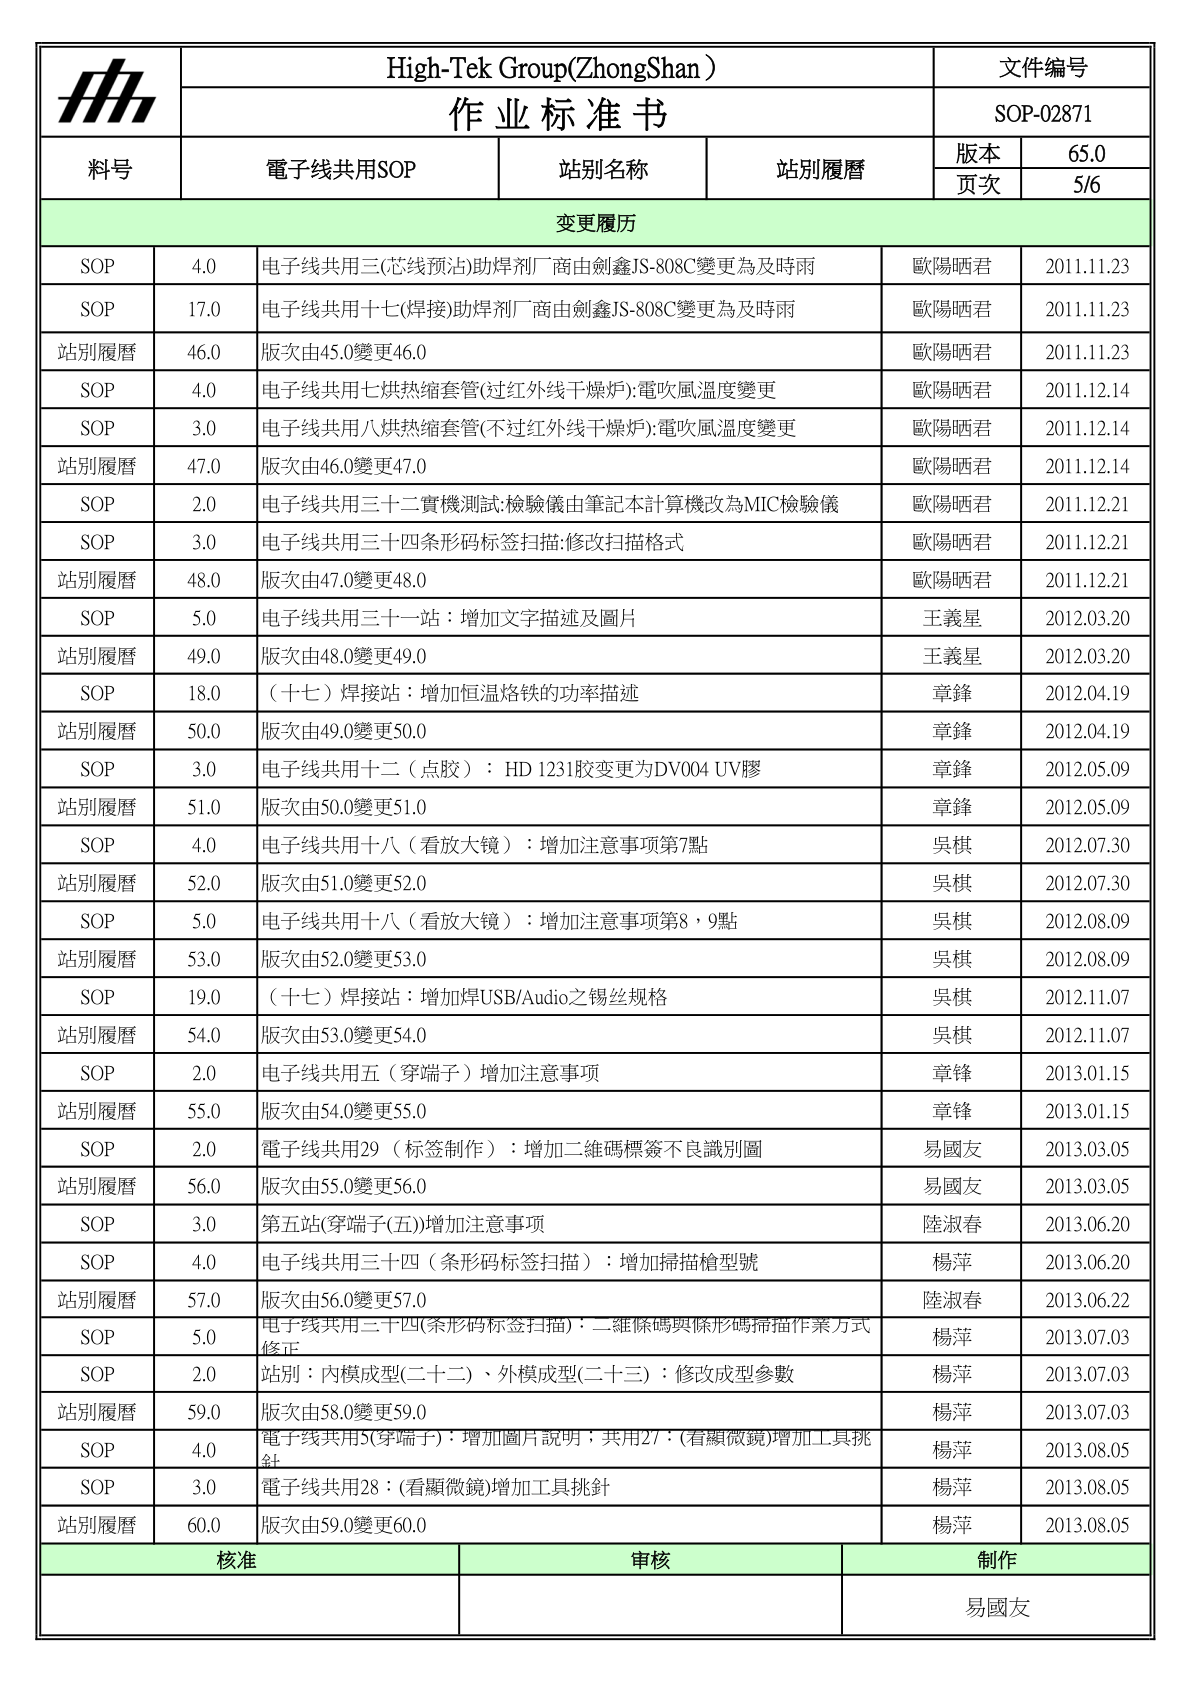 High-Tek Group(ZhongShan）
文件编号
作 业 标 准 书
SOP-02871
料号 電子线共用SOP 站别名称 站別履曆 版本 65.0
页次 5/6
变更履历
SOP 4.0 电子线共用三(芯线预沾)助焊剂厂商由劍鑫JS-808C變更為及時雨 歐陽晒君 2011.11.23
SOP 17.0 电子线共用十七(焊接)助焊剂厂商由劍鑫JS-808C變更為及時雨 歐陽晒君 2011.11.23
站別履曆 46.0 版次由45.0變更46.0 歐陽晒君 2011.11.23
SOP 4.0 电子线共用七烘热缩套管(过红外线干燥炉):電吹風溫度變更 歐陽晒君 2011.12.14
SOP 3.0 电子线共用八烘热缩套管(不过红外线干燥炉):電吹風溫度變更 歐陽晒君 2011.12.14
站別履曆 47.0 版次由46.0變更47.0 歐陽晒君 2011.12.14
SOP 2.0 电子线共用三十二實機測試:檢驗儀由筆記本計算機改為MIC檢驗儀 歐陽晒君 2011.12.21
SOP 3.0 电子线共用三十四条形码标签扫描:修改扫描格式 歐陽晒君 2011.12.21
站別履曆 48.0 版次由47.0變更48.0 歐陽晒君 2011.12.21
SOP 5.0 电子线共用三十一站：增加文字描述及圖片 王義星 2012.03.20
站別履曆 49.0 版次由48.0變更49.0 王義星 2012.03.20
SOP 18.0 （十七）焊接站：增加恒温烙铁的功率描述 章鋒 2012.04.19
站別履曆 50.0 版次由49.0變更50.0 章鋒 2012.04.19
SOP 3.0 电子线共用十二（点胶）： HD 1231胶变更为DV004 UV膠 章鋒 2012.05.09
站別履曆 51.0 版次由50.0變更51.0 章鋒 2012.05.09
SOP 4.0 电子线共用十八（看放大镜）：增加注意事项第7點 吳棋 2012.07.30
站別履曆 52.0 版次由51.0變更52.0 吳棋 2012.07.30
SOP 5.0 电子线共用十八（看放大镜）：增加注意事项第8，9點 吳棋 2012.08.09
站別履曆 53.0 版次由52.0變更53.0 吳棋 2012.08.09
SOP 19.0 （十七）焊接站：增加焊USB/Audio之锡丝规格 吳棋 2012.11.07
站別履曆 54.0 版次由53.0變更54.0 吳棋 2012.11.07
SOP 2.0 电子线共用五（穿端子）增加注意事项 章锋 2013.01.15
站別履曆 55.0 版次由54.0變更55.0 章锋 2013.01.15
SOP 2.0 電子线共用29 （标签制作）：增加二維碼標簽不良識別圖 易國友 2013.03.05
站別履曆 56.0 版次由55.0變更56.0 易國友 2013.03.05
SOP 3.0 第五站(穿端子(五))增加注意事项 陸淑春 2013.06.20
SOP 4.0 电子线共用三十四（条形码标签扫描）：增加掃描槍型號 楊萍 2013.06.20
站別履曆 57.0 版次由56.0變更57.0 陸淑春 2013.06.22
SOP 5.0 电子线共用三十四(条形码标签扫描)：二維條碼與條形碼掃描作業方式 楊萍 2013.07.03
修正
SOP 2.0 站別：內模成型(二十二) 、外模成型(二十三) ：修改成型參數 楊萍 2013.07.03
站別履曆 59.0 版次由58.0變更59.0 楊萍 2013.07.03
SOP 4.0 電子线共用5(穿端子)：增加圖片說明；共用27：(看顯微鏡)增加工具挑 楊萍 2013.08.05
針
SOP 3.0 電子线共用28：(看顯微鏡)增加工具挑針 楊萍 2013.08.05
站別履曆 60.0 版次由59.0變更60.0 楊萍 2013.08.05
核准 审核 制作
易國友